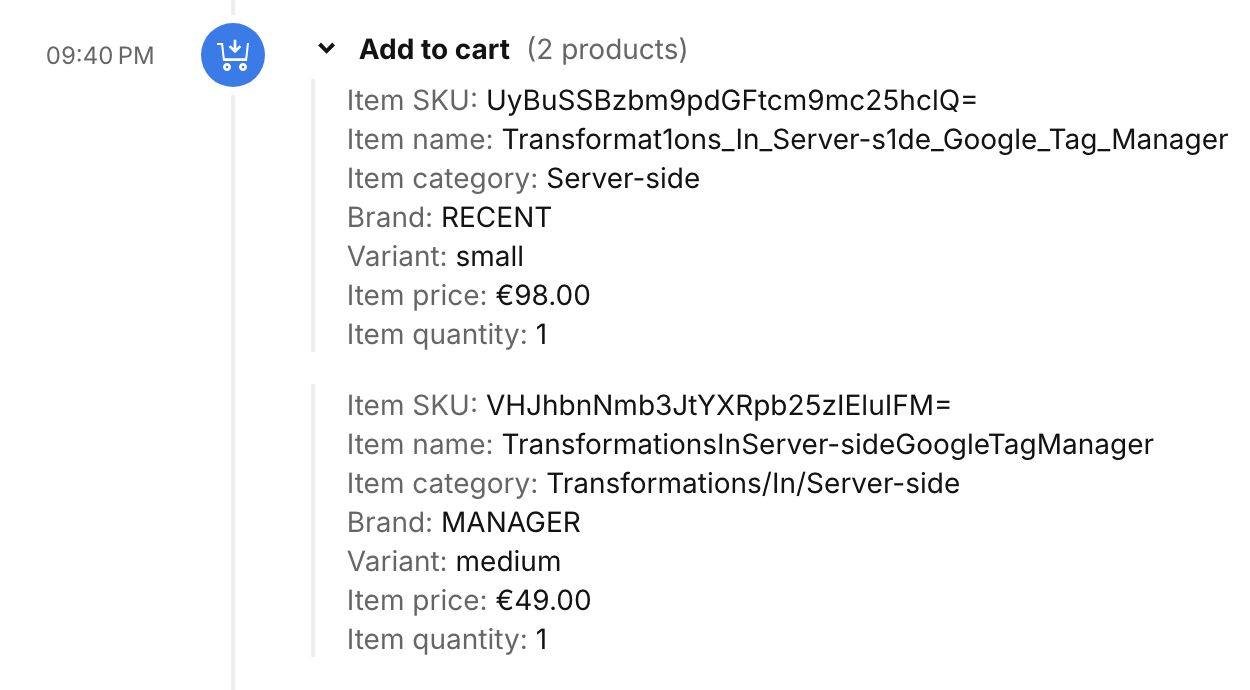 09:40 PM
Add to cart (2 products)
Item SKU: UyBuSSBzbm9pdGFtcm9mc25hclQ=
Item name: Transformat1ons_In_Server-s1de_Google_Tag_Manager
Item category: Server-side
Brand: RECENT
Variant: small
Item price: €98.00
Item quantity: 1
Item SKU: VHJhbnNmb3JtYXRpb25zIEluIFM=
Item name: TransformationsInServer-sideGoogleTagManager
Item category: Transformations/In/Server-side
Brand: MANAGER
Variant: medium
Item price: €49.00
Item quantity: 1